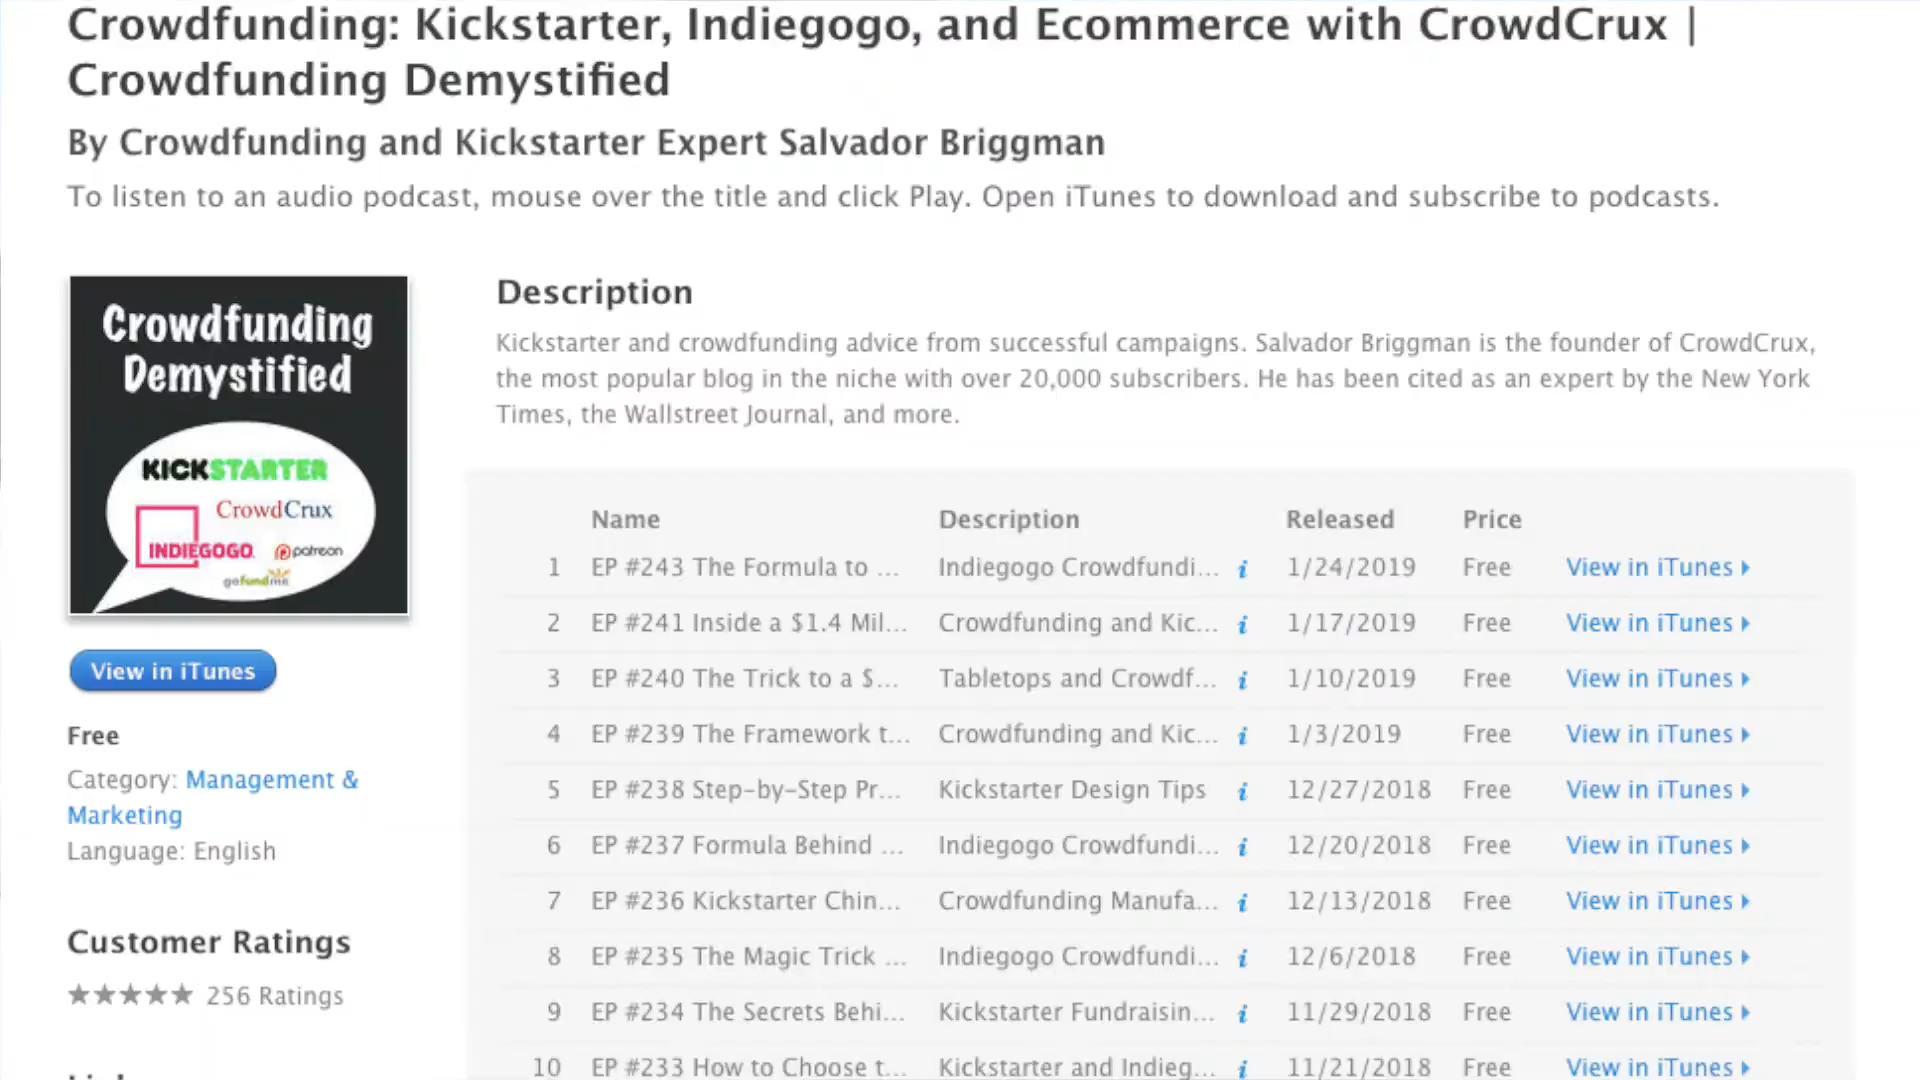 Crowdfunding: Kickstarter, Indiegogo, and Ecommerce with CrowdCrux |
Crowdfunding Demystified
By Crowdfunding and Kickstarter Expert Salvador Briggman
To listen to an audio podcast, mouse over the title and click Play. Open iTunes to download and subscribe to podcasts.
Crowdfunding
Demystified
KICKSTARTER
CrowdCrux
INDIEGOGO
patreon
gofundme
View in iTunes
Free
Category: Management &
Marketing
Language: English
Customer Ratings
★★★★★ 256 Ratings
Description
Kickstarter and crowdfunding advice from successful campaigns. Salvador Briggman is the founder of CrowdCrux,
the most popular blog in the niche with over 20,000 subscribers. He has been cited as an expert by the New York
Times, the Wallstreet Journal, and more.
Name Description Released Price
1 EP #243 The Formula to ... Indiegogo Crowdfundi... i 1/24/2019 Free View in iTunes
2 EP #241 Inside a $1.4 Mil... Crowdfunding and Kic... i 1/17/2019 Free View in iTunes
3 EP #240 The Trick to a $... Tabletops and Crowdf... i 1/10/2019 Free View in iTunes
4 EP #239 The Framework t... Crowdfunding and Kic... i 1/3/2019 Free View in iTunes
5 EP #238 Step-by-Step Pr... Kickstarter Design Tips i 12/27/2018 Free View in iTunes
6 EP #237 Formula Behind ... Indiegogo Crowdfundi... i 12/20/2018 Free View in iTunes
7 EP #236 Kickstarter Chin... Crowdfunding Manufa... i 12/13/2018 Free View in iTunes
8 EP #235 The Magic Trick ... Indiegogo Crowdfundi... i 12/6/2018 Free View in iTunes
9 EP #234 The Secrets Behi... Kickstarter Fundraisin... i 11/29/2018 Free View in iTunes
10 EP #233 How to Choose t... Kickstarter and Indieg... i 11/21/2018 Free View in iTunes